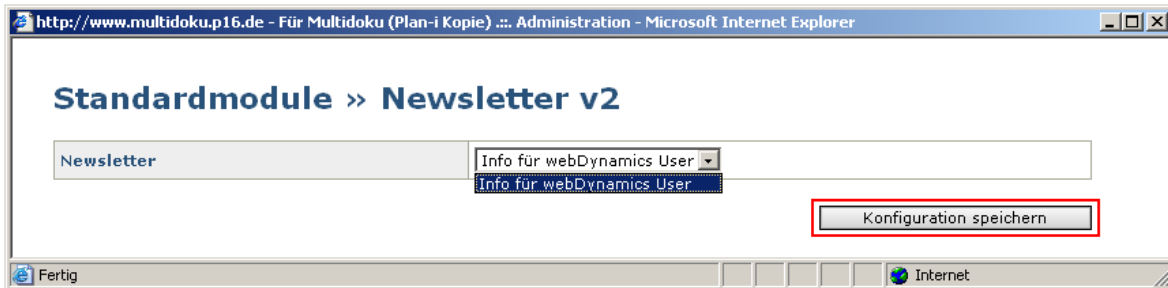 http://www.multidoku.p16.de - Für Multidoku (Plan-i Kopie) .::. Administration - Microsoft Internet Explorer
Standardmodule » Newsletter v2
Newsletter Info für webDynamics User
Info für webDynamics User
Konfiguration speichern
Fertig Internet